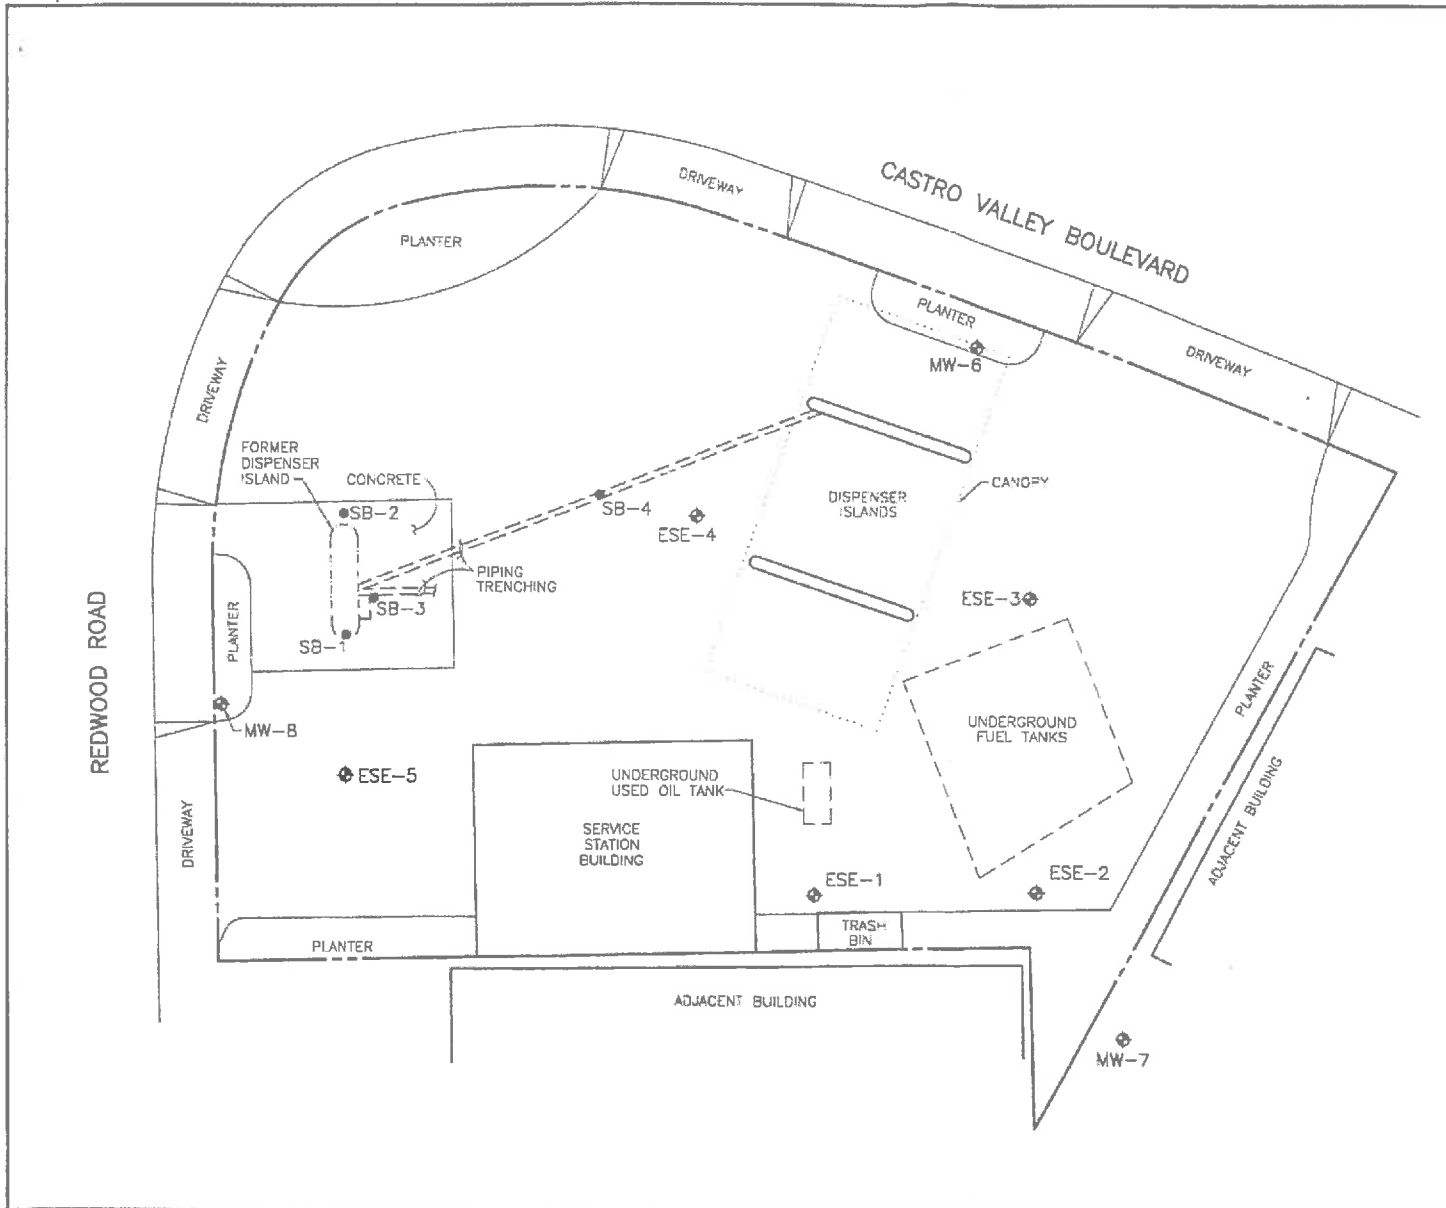 CASTRO VALLEY BOULEVARD
DRIVEWAY
PLANTER
PLANTER
MW-6
DRIVEWAY
DRIVEWAY
FORMER
DISPENSER
ISLAND
CONCRETE
SB-2
SB-4
ESE-4
DISPENSER
ISLANDS
CANOPY
PIPING
TRENCHING
SB-3
SB-1
ESE-3
REDWOOD ROAD
PLANTER
MW-8
ESE-5
UNDERGROUND
FUEL TANKS
PLANTER
UNDERGROUND
USED OIL TANK
SERVICE
STATION
BUILDING
DRIVEWAY
ADJACENT BUILDING
ESE-1
ESE-2
TRASH
BIN
PLANTER
ADJACENT BUILDING
MW-7